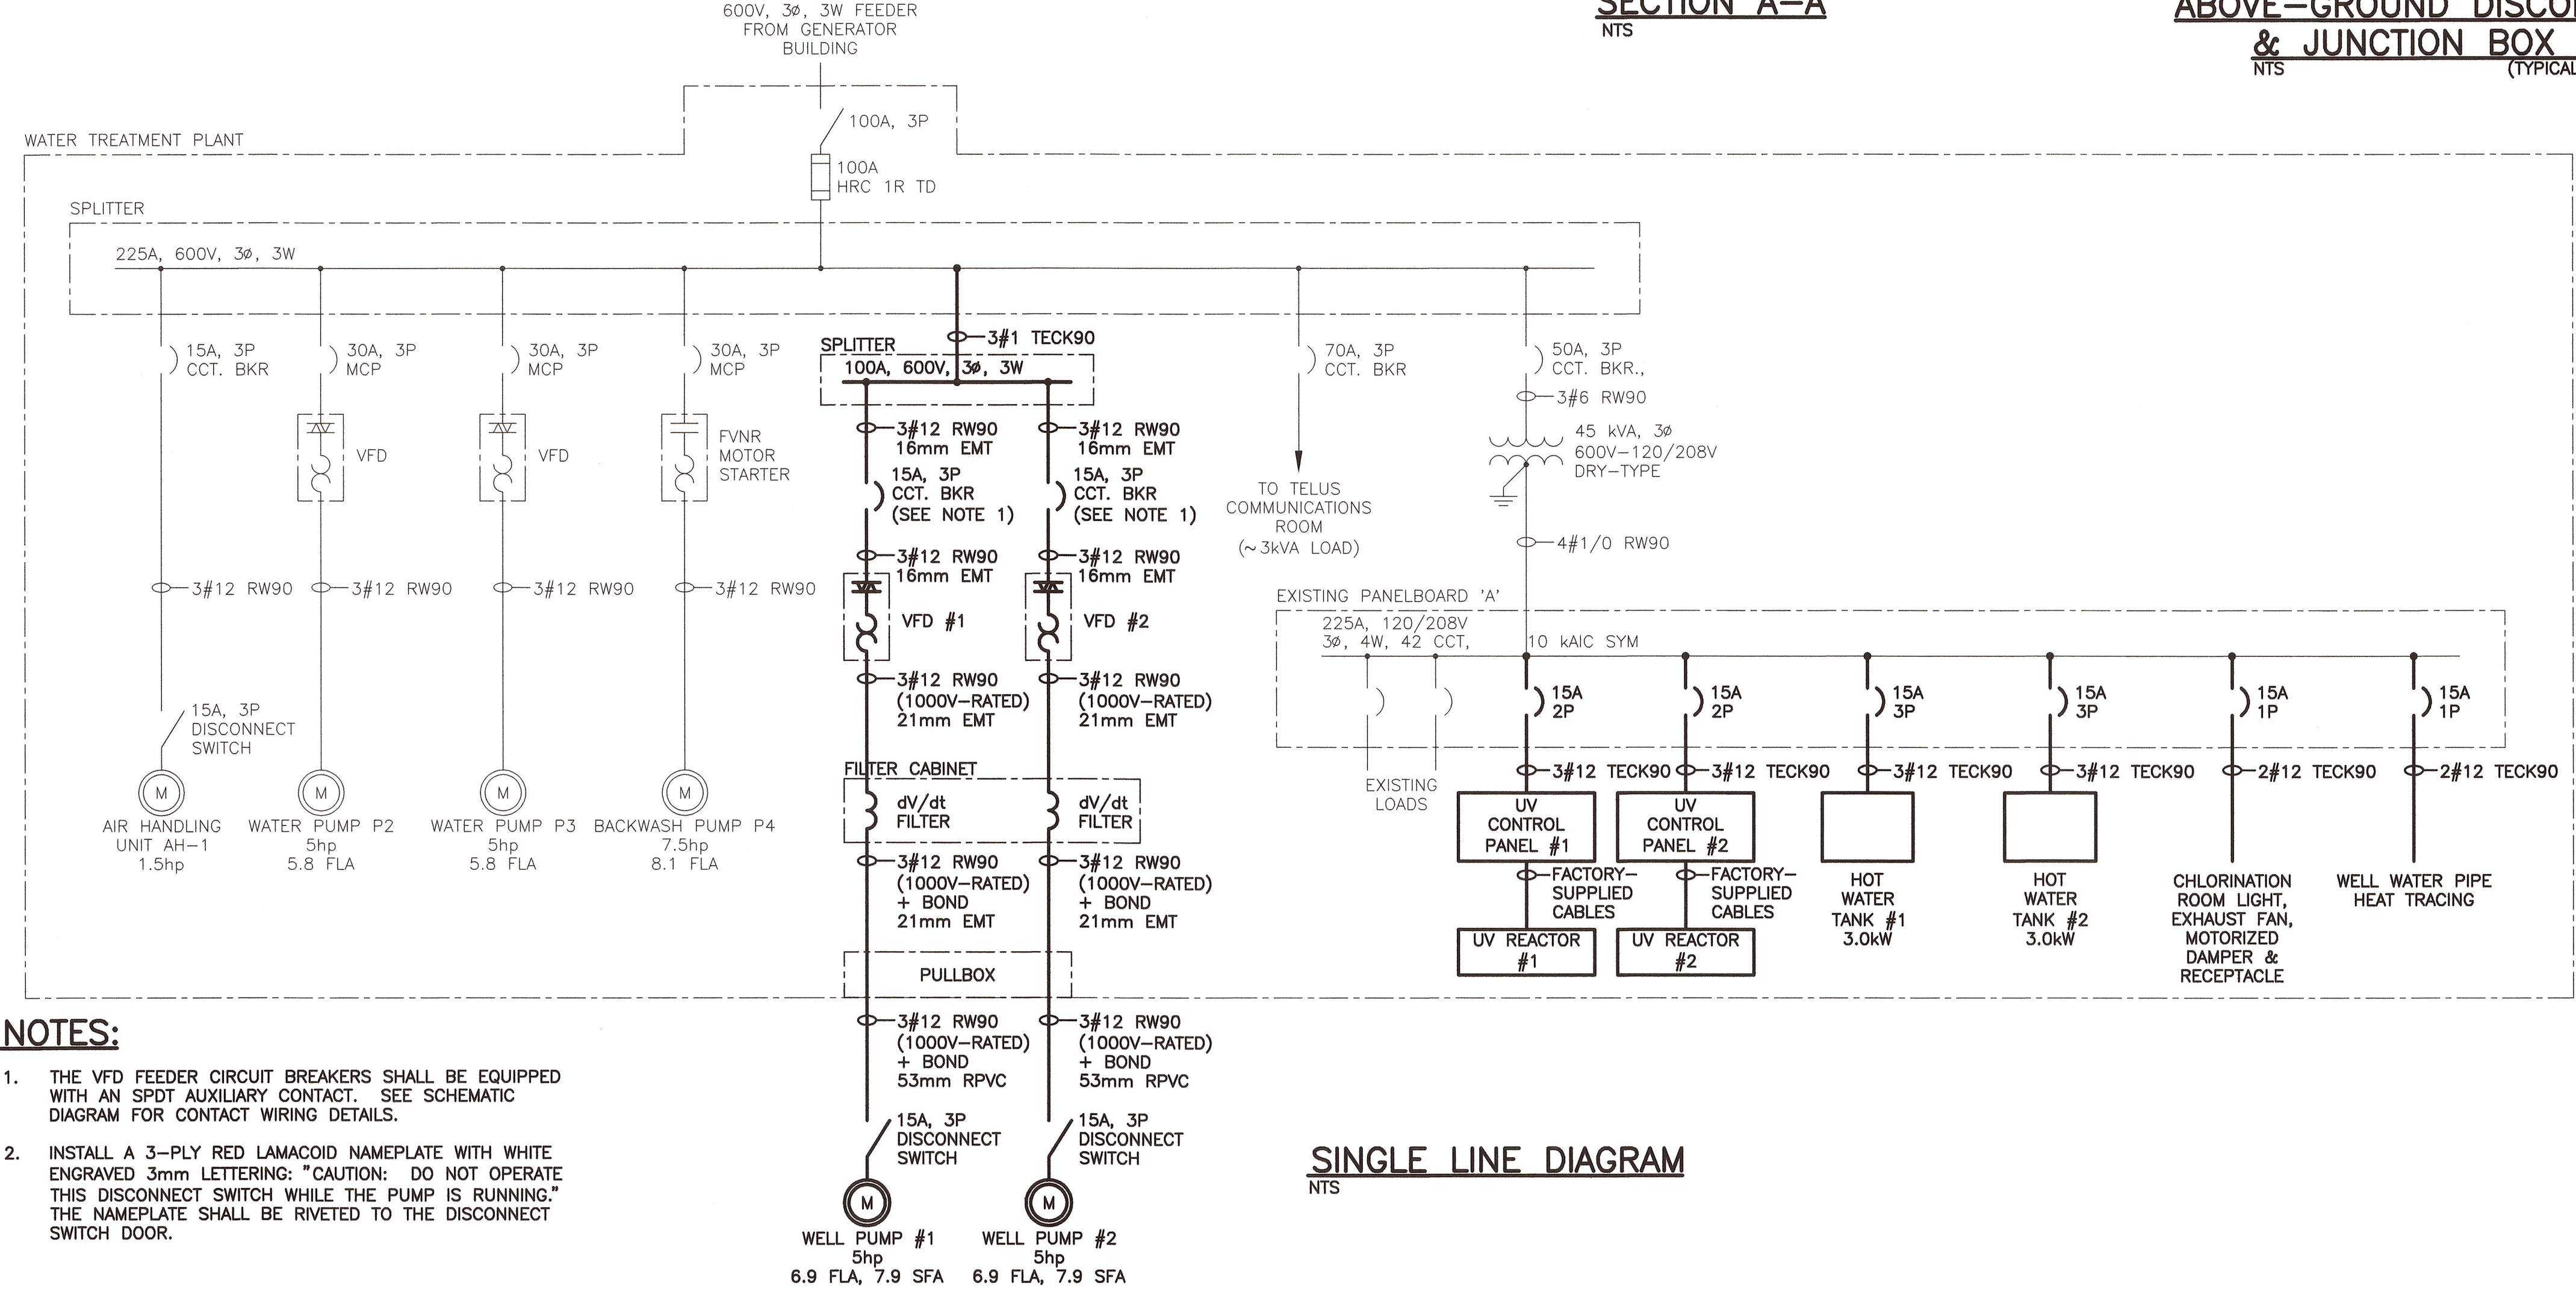 600V, 3ø, 3W FEEDER
FROM GENERATOR
BUILDING
SECTION A-A
NTS
ABOVE-GROUND
& JUNCTION BOX
NTS
100A, 3P
WATER TREATMENT PLANT
100A
HRC 1R TD
SPLITTER
225A, 600V, 3ø, 3W
15A, 3P
CCT. BKR
30A, 3P
MCP
30A, 3P
MCP
30A, 3P
MCP
3#1 TECK90
SPLITTER
100A, 600V, 3ø, 3W
70A, 3P
CCT. BKR
50A, 3P
CCT. BKR.,
3#6 RW90
VFD
VFD
FVNR
MOTOR
STARTER
3#12 RW90
16mm EMT
3#12 RW90
16mm EMT
15A, 3P
CCT. BKR
(SEE NOTE 1)
15A, 3P
CCT. BKR
(SEE NOTE 1)
45 kVA, 3ø
600V-120/208V
DRY-TYPE
TO TELUS
COMMUNICATIONS
ROOM
(~3kVA LOAD)
4#1/0 RW90
3#12 RW90
3#12 RW90
3#12 RW90
3#12 RW90
3#12 RW90
16mm EMT
3#12 RW90
16mm EMT
VFD #1
VFD #2
EXISTING PANELBOARD 'A'
225A, 120/208V
3ø, 4W, 42 CCT, 10 kAIC SYM
3#12 RW90
(1000V-RATED)
21mm EMT
3#12 RW90
(1000V-RATED)
21mm EMT
15A
2P
15A
2P
15A
3P
15A
3P
15A
1P
15A
1P
15A, 3P
DISCONNECT
SWITCH
EXISTING
LOADS
3#12 TECK90
3#12 TECK90
3#12 TECK90
3#12 TECK90
2#12 TECK90
2#12 TECK90
M
AIR HANDLING
UNIT AH-1
1.5hp
M
WATER PUMP P2
5hp
5.8 FLA
M
WATER PUMP P3
5hp
5.8 FLA
M
BACKWASH PUMP P4
7.5hp
8.1 FLA
FILTER CABINET
dV/dt
FILTER
dV/dt
FILTER
UV
CONTROL
PANEL #1
UV
CONTROL
PANEL #2
3#12 RW90
(1000V-RATED)
+ BOND
21mm EMT
3#12 RW90
(1000V-RATED)
+ BOND
21mm EMT
FACTORY-
SUPPLIED
CABLES
FACTORY-
SUPPLIED
CABLES
HOT
WATER
TANK #1
3.0kW
HOT
WATER
TANK #2
3.0kW
CHLORINATION
ROOM LIGHT,
EXHAUST FAN,
MOTORIZED
DAMPER &
RECEPTACLE
WELL WATER PIPE
HEAT TRACING
UV REACTOR
#1
UV REACTOR
#2
PULLBOX
3#12 RW90
(1000V-RATED)
+ BOND
53mm RPVC
3#12 RW90
(1000V-RATED)
+ BOND
53mm RPVC
15A, 3P
DISCONNECT
SWITCH
15A, 3P
DISCONNECT
SWITCH
M
WELL PUMP #1
5hp
6.9 FLA, 7.9 SFA
M
WELL PUMP #2
5hp
6.9 FLA, 7.9 SFA
NOTES:
1. THE VFD FEEDER CIRCUIT BREAKERS SHALL BE EQUIPPED
WITH AN SPDT AUXILIARY CONTACT. SEE SCHEMATIC
DIAGRAM FOR CONTACT WIRING DETAILS.
2. INSTALL A 3-PLY RED LAMACOID NAMEPLATE WITH WHITE
ENGRAVED 3mm LETTERING: "CAUTION: DO NOT OPERATE
THIS DISCONNECT SWITCH WHILE THE PUMP IS RUNNING."
THE NAMEPLATE SHALL BE RIVETED TO THE DISCONNECT
SWITCH DOOR.
SINGLE LINE DIAGRAM
NTS